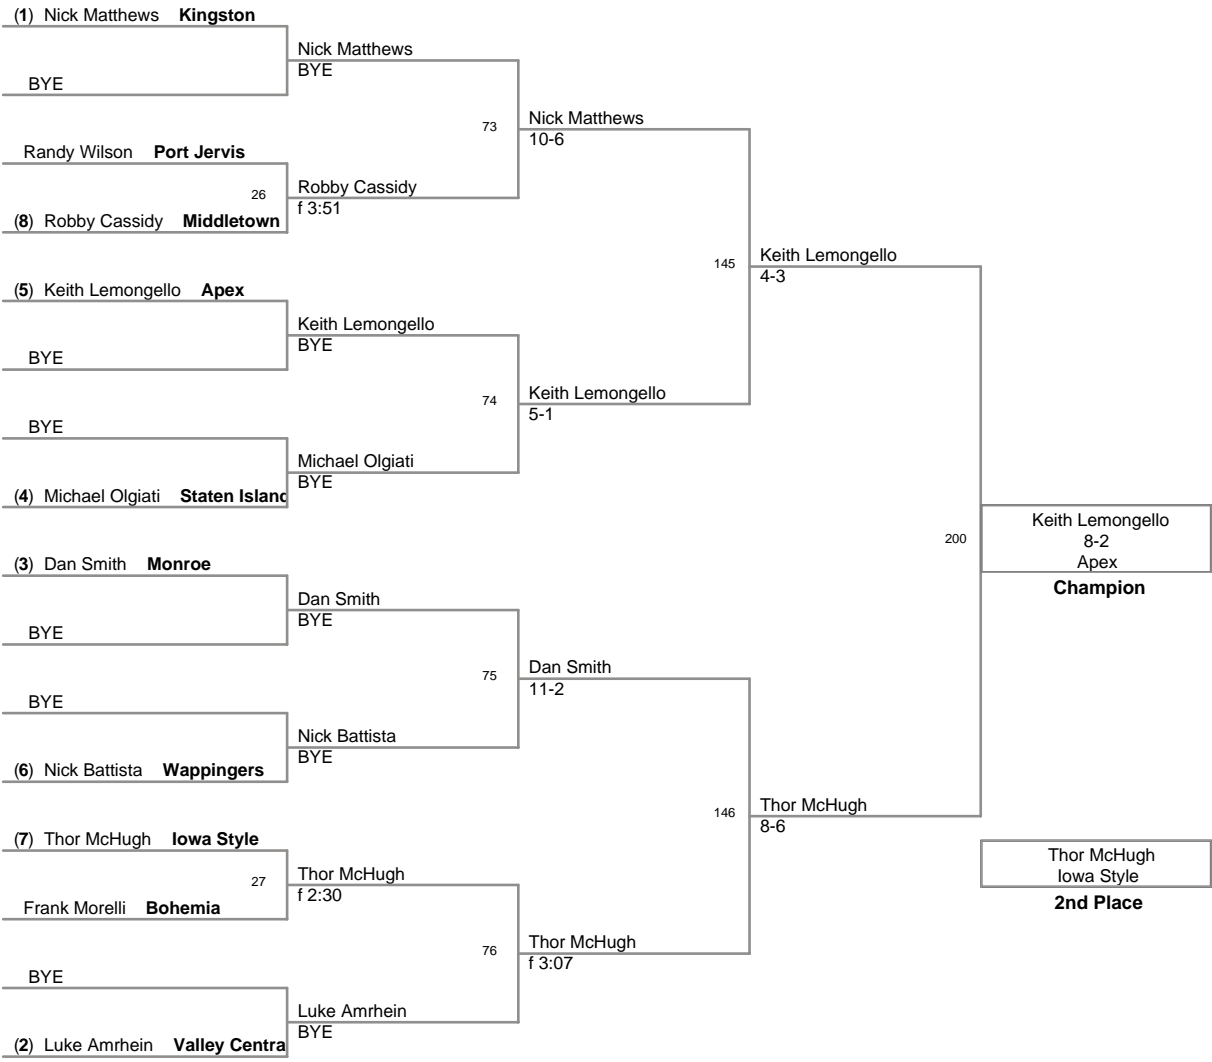 (1) Nick Matthews Kingston
Nick Matthews
BYE
BYE
73
Nick Matthews
10-6
Randy Wilson Port Jervis
26
Robby Cassidy
f 3:51
(8) Robby Cassidy Middletown
145
Keith Lemongello
4-3
(5) Keith Lemongello Apex
Keith Lemongello
BYE
BYE
74
Keith Lemongello
5-1
BYE
Michael Olgiati
BYE
(4) Michael Olgiati Staten Island
200
Keith Lemongello
8-2
Apex
Champion
(3) Dan Smith Monroe
Dan Smith
BYE
BYE
75
Dan Smith
11-2
BYE
Nick Battista
BYE
(6) Nick Battista Wappingers
146
Thor McHugh
8-6
(7) Thor McHugh Iowa Style
27
Thor McHugh
f 2:30
Frank Morelli Bohemia
Thor McHugh
Iowa Style
2nd Place
76
Thor McHugh
f 3:07
BYE
Luke Amrhein
BYE
(2) Luke Amrhein Valley Centra